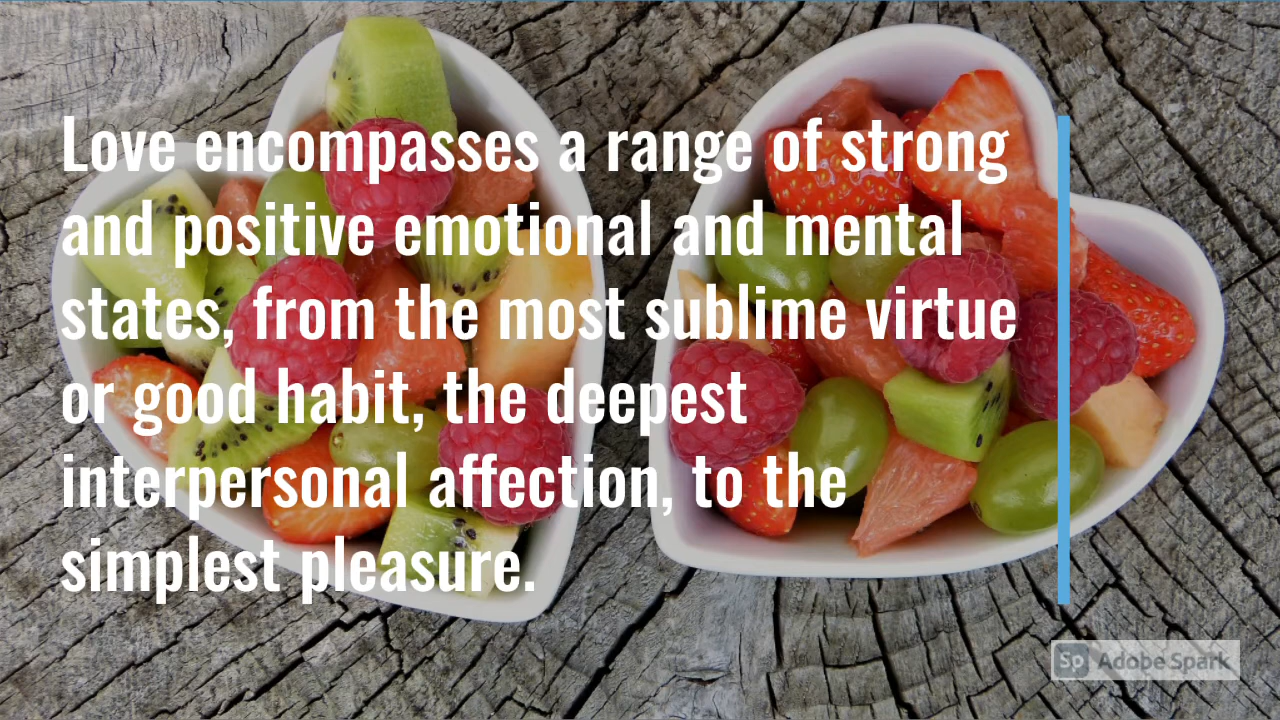 Love encompasses a range of strong
and positive emotional and mental
states, from the most sublime virtue
or good habit, the deepest
interpersonal affection, to the
simplest pleasure.
Sp Adobe Spark